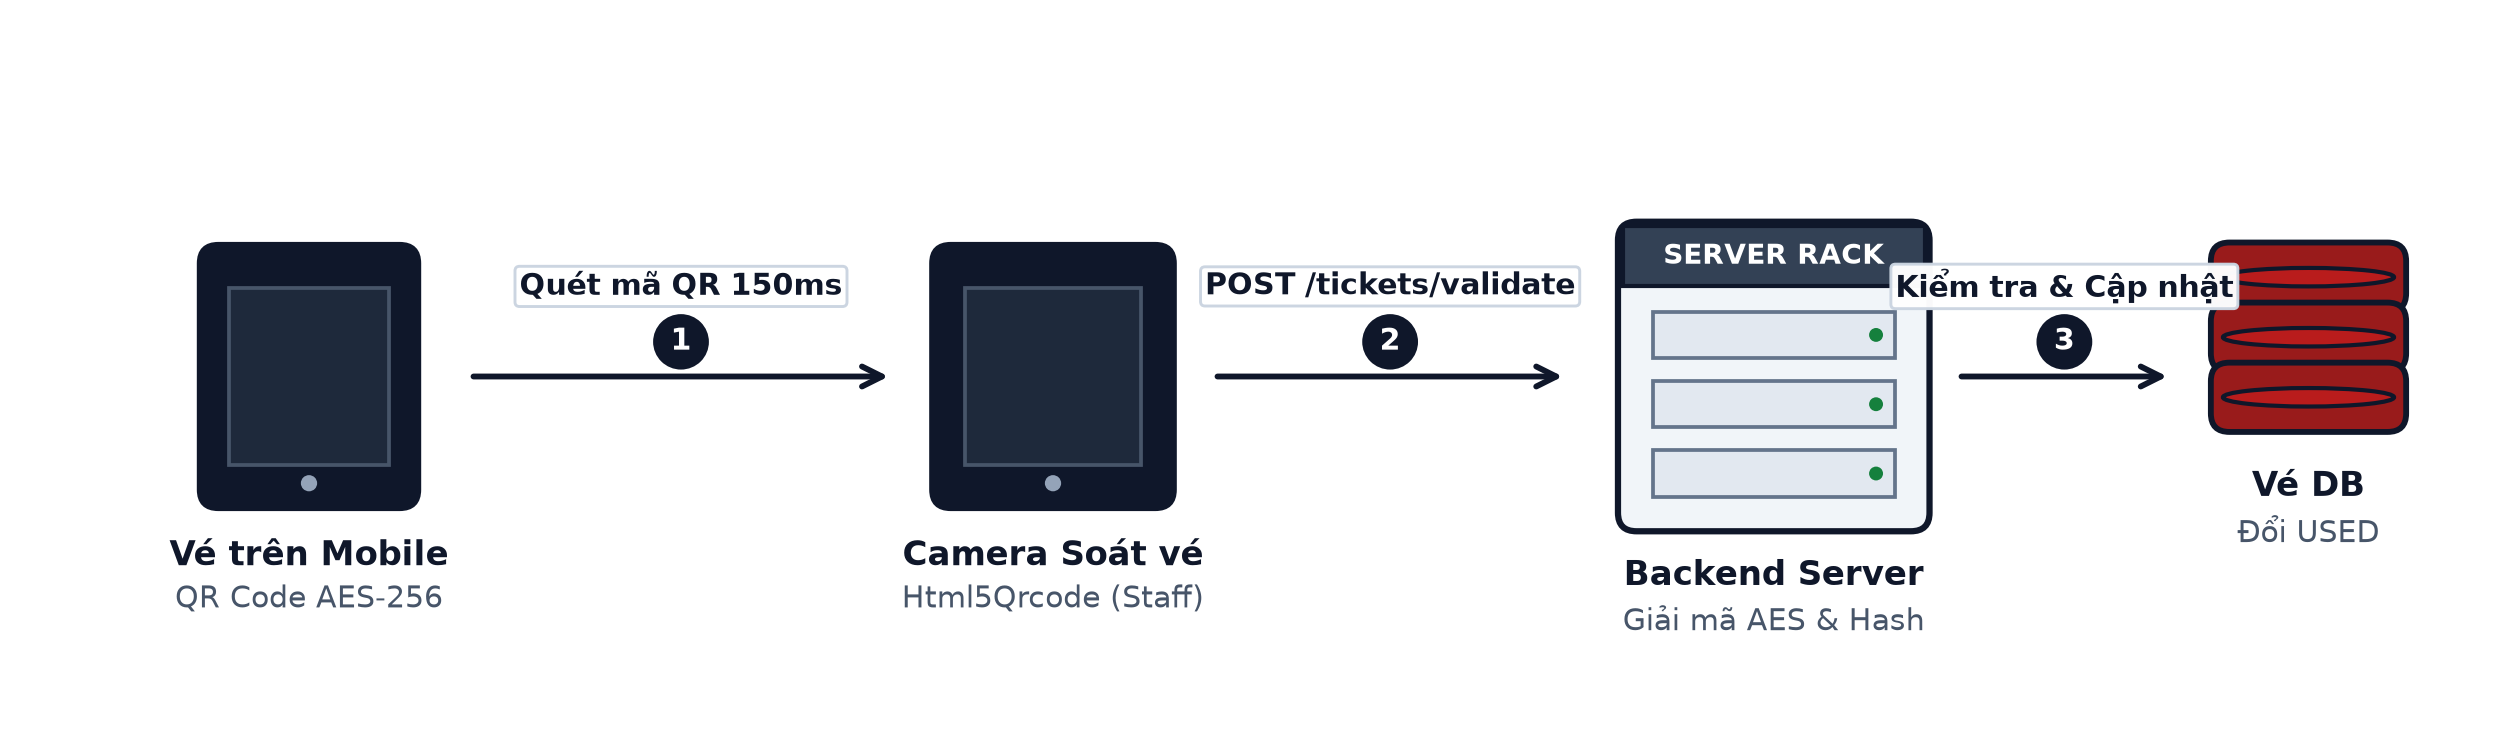 Quét mã QR 150ms
1
Vé trên Mobile
QR Code AES-256
POST /tickets/validate
2
Camera Soát vé
Html5Qrcode (Staff)
SERVER RACK
Backend Server
Giải mã AES & Hash
Kiểm tra & Cập nhật
3
Vé DB
Đổi USED